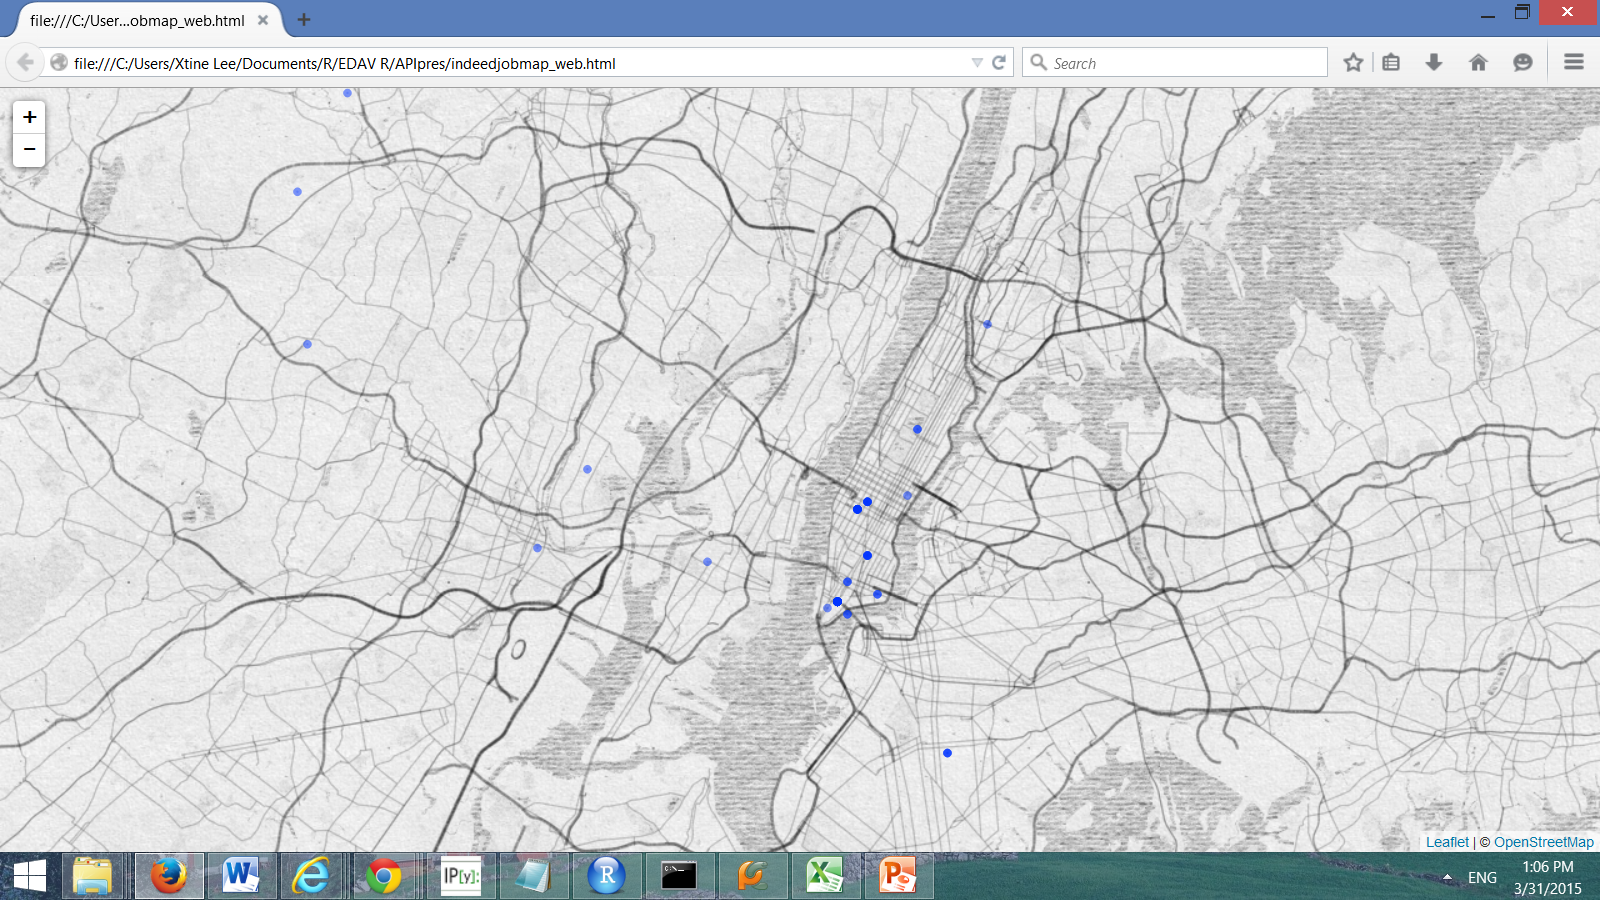 file:///C:/User...obmap_web.html
file:///C:/Users/Xtine Lee/Documents/R/EDAV R/APIpres/indeedjobmap_web.html
Search
+
−
Leaflet | © OpenStreetMap
W
IP[y]:
R
C:\_
X
P
ENG
1:06 PM
3/31/2015